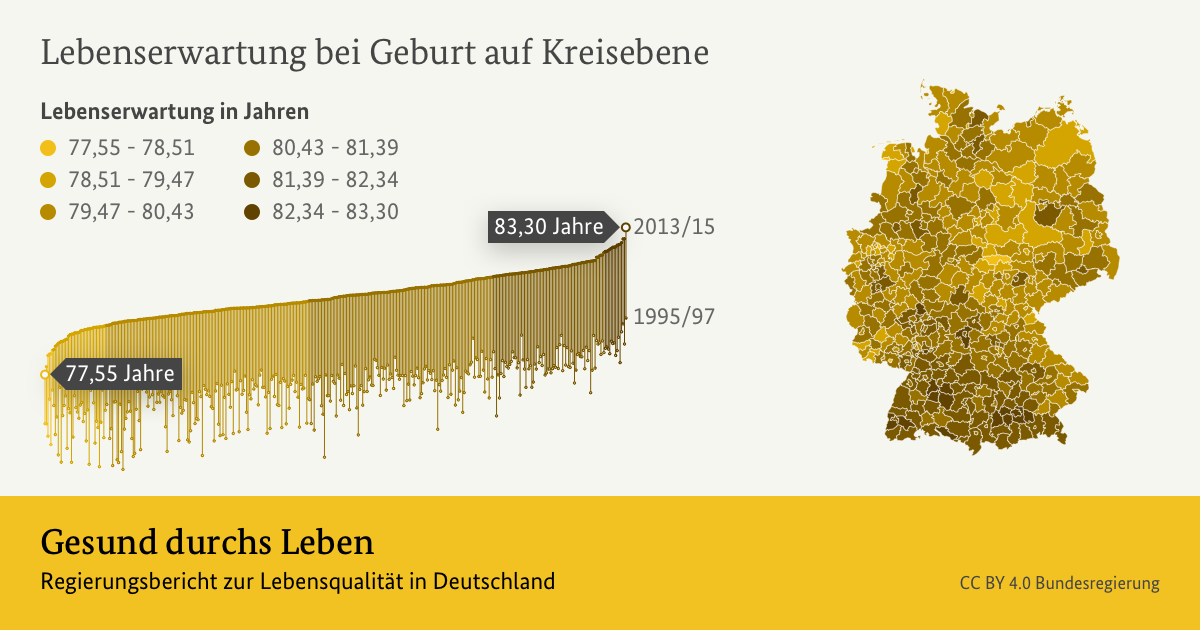 Lebenserwartung bei Geburt auf Kreisebene
Lebenserwartung in Jahren
77,55 - 78,51
78,51 - 79,47
79,47 - 80,43
80,43 - 81,39
81,39 - 82,34
82,34 - 83,30
83,30 Jahre
2013/15
1995/97
77,55 Jahre
Gesund durchs Leben
Regierungsbericht zur Lebensqualität in Deutschland
CC BY 4.0 Bundesregierung